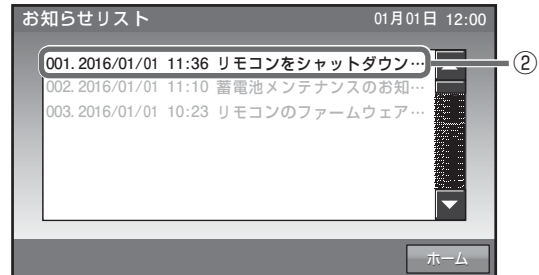 お知らせリスト 01月01日 12:00
001. 2016/01/01 11:36 リモコンをシャットダウン…
②
002. 2016/01/01 11:10 蓄電池メンテナンスのお知…
003. 2016/01/01 10:23 リモコンのファームウェア…
ホーム